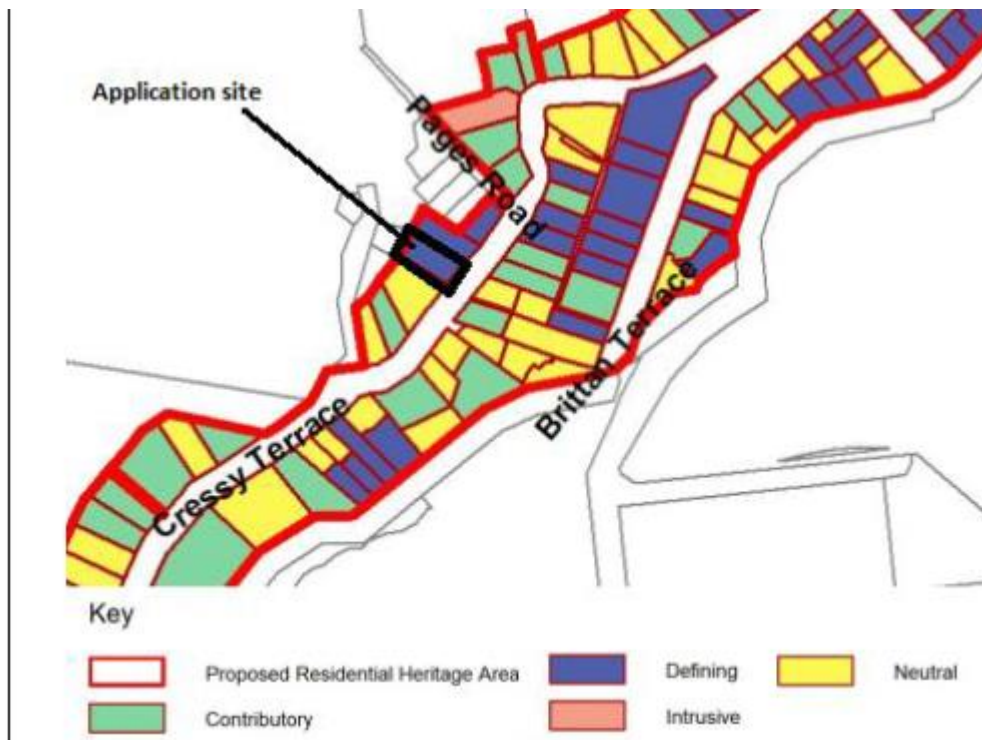 Application site
Pages Road
Brittan Terrace
Cressy Terrace
Key
Proposed Residential Heritage Area
Defining
Neutral
Contributory
Intrusive